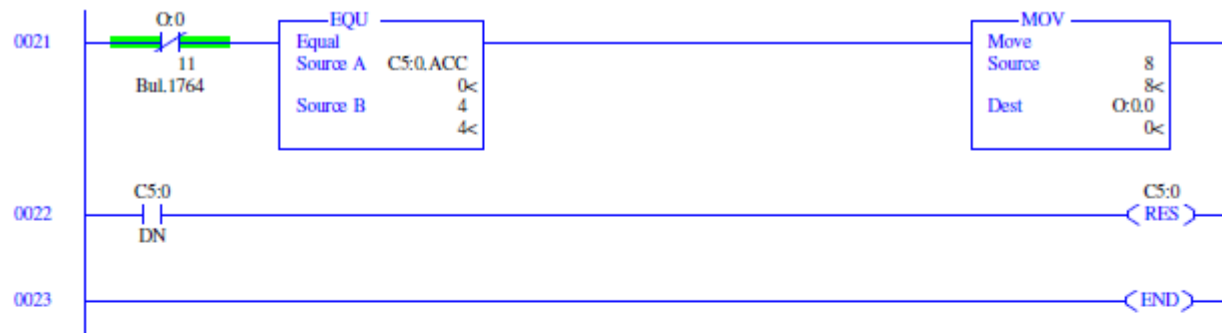 O:0
EQU
MOV
0021
Equal
Move
11
Source A C5:0.ACC
Source 8
Bul.1764
0<
8<
Source B 4
Dest O:0.0
4<
0<
C5:0
C5:0
0022
RES
DN
0023
END